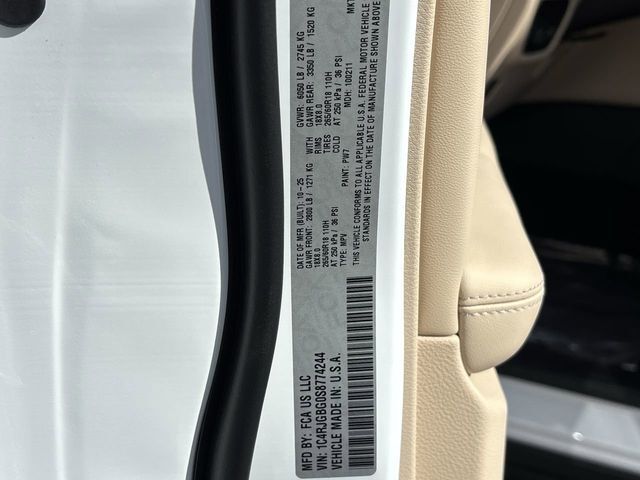 MFD BY: FCA US LLC
DATE OF MFR (BUILT): 10-25
GVWR: 6050 LB / 2745 KG
GAWR FRONT: 2800 LB / 1271 KG WITH
GAWR REAR: 3350 LB / 1520 KG
18X8.0 RIMS 18X8.0
265/60R18 110H TIRES 265/60R18 110H
AT 250 kPa / 36 PSI COLD AT 250 kPa / 36 PSI
VIN: 1C4RJGBG0S8774244
TYPE: MPV PAINT: PW7 MDH: 100211 MKT
VEHICLE MADE IN: U.S.A.
THIS VEHICLE CONFORMS TO ALL APPLICABLE U.S.A. FEDERAL MOTOR VEHICLE
STANDARDS IN EFFECT ON THE DATE OF MANUFACTURE SHOWN ABOVE